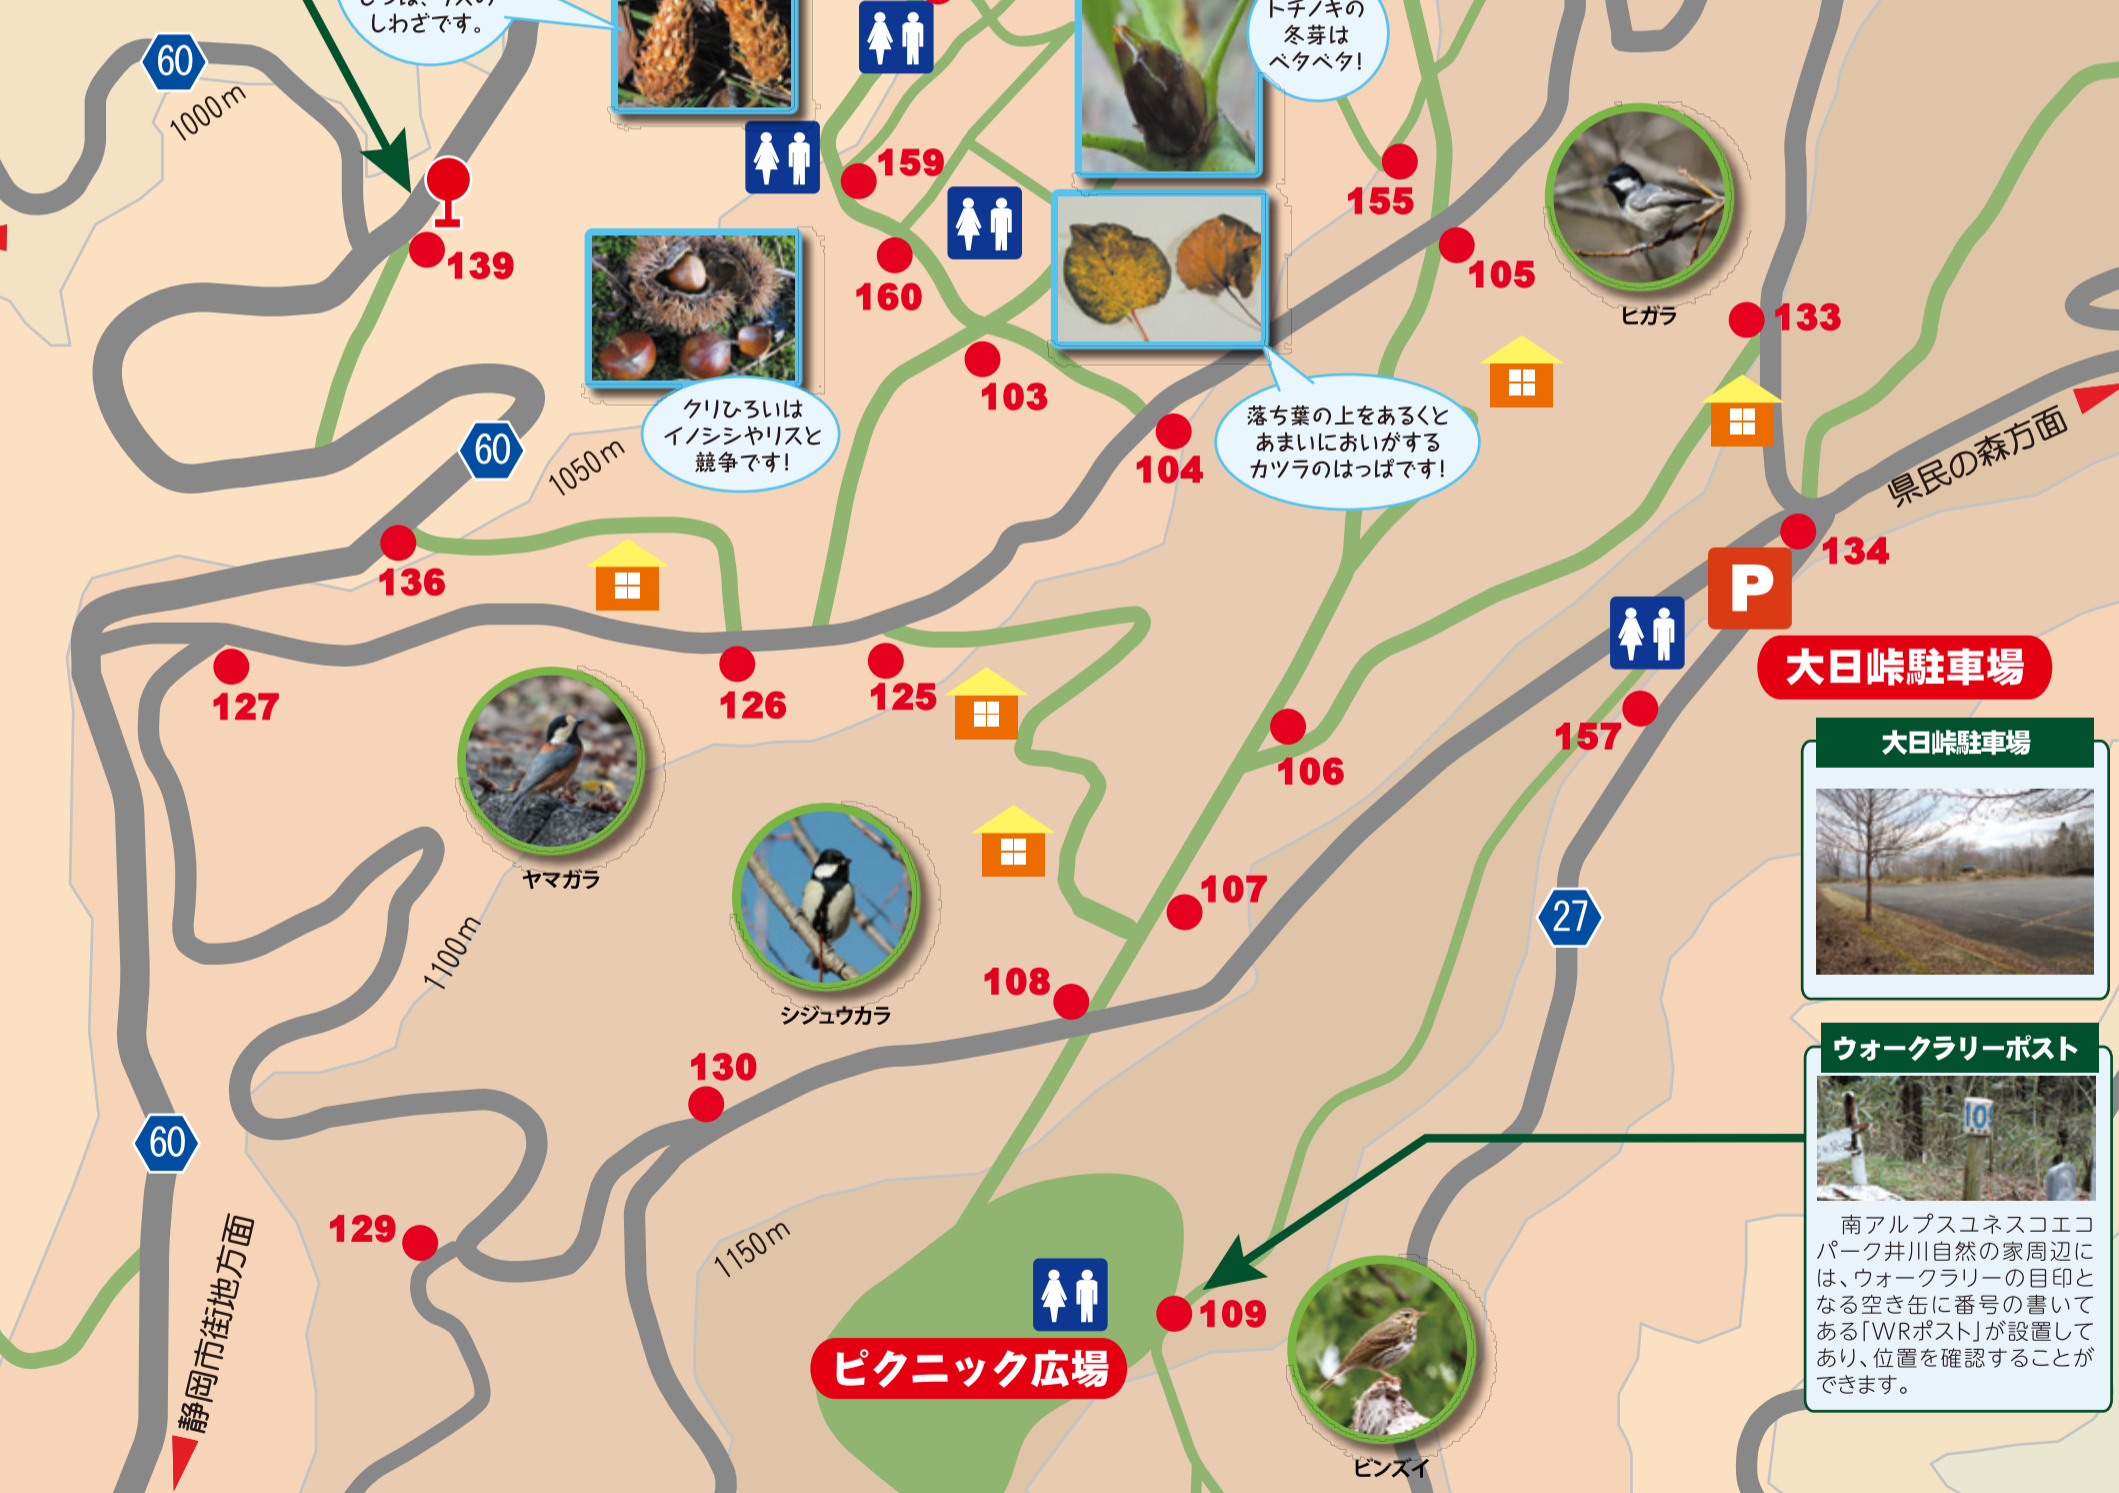 しわざです。
トチノキの
冬芽は
ベタベタ!
60
1000m
159
155
139
160
105
ヒガラ
133
103
クリひろいは
イノシシやリスと
競争です!
落ち葉の上をあるくと
あまいにおいがする
カツラのはっぱです!
104
60
1050m
県民の森方面
136
134
P
大日峠駐車場
127
126
125
157
106
大日峠駐車場
ヤマガラ
107
27
1100m
シジュウカラ
108
130
ウォークラリーポスト
10
60
129
1150m
109
南アルプスユネスコエコ
パーク井川自然の家周辺に
は、ウォークラリーの目印と
なる空き缶に番号の書いて
ある「WRポスト」が設置して
あり、位置を確認することが
できます。
静岡市街地方面
ピクニック広場
ビンズイ